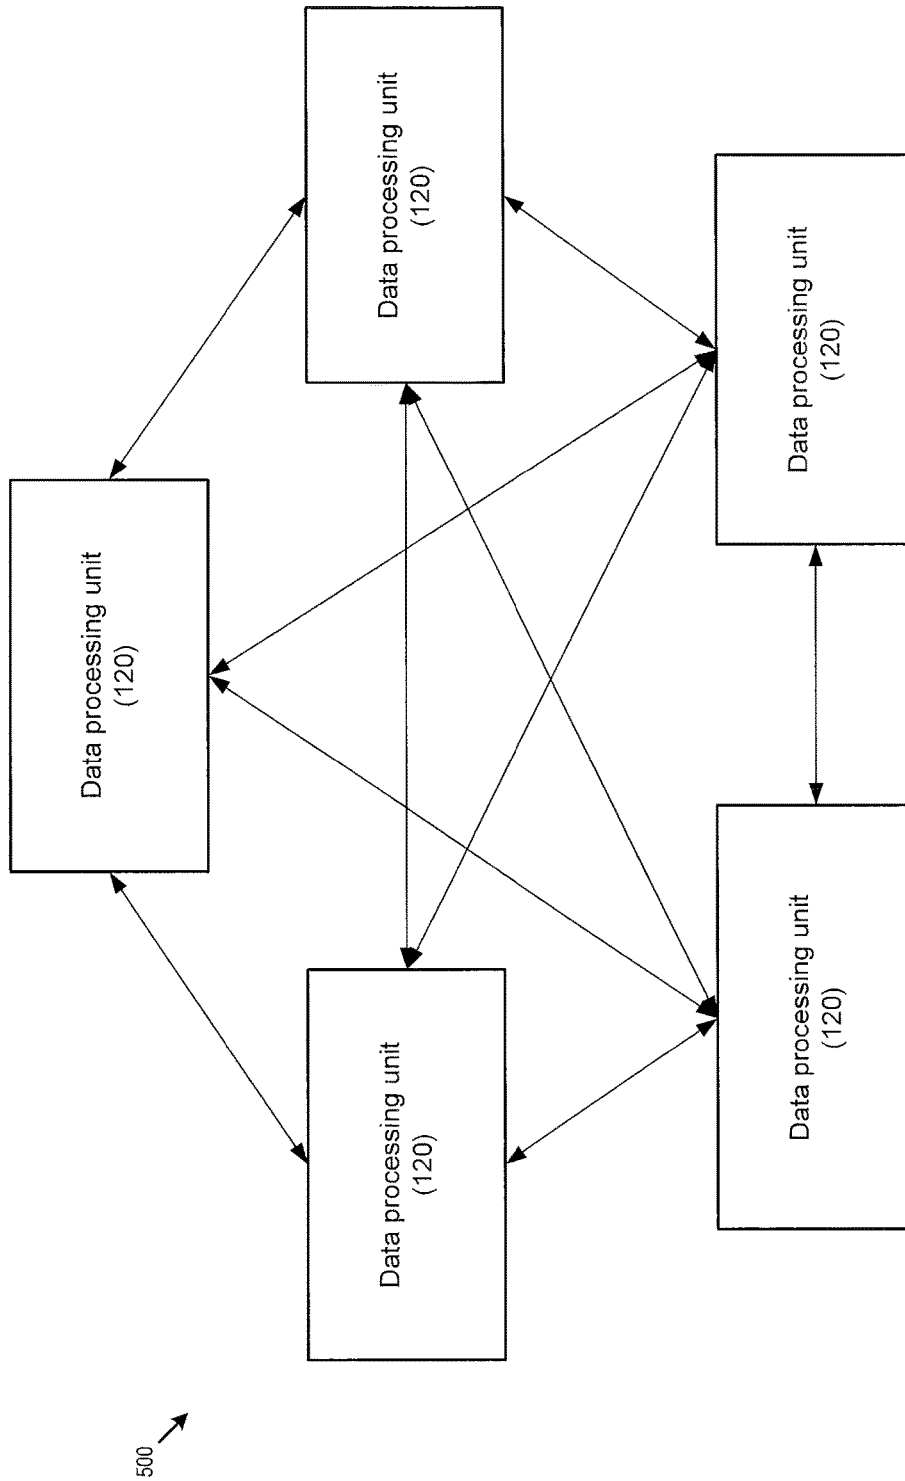 500
Data processing unit
(120)
Data processing unit
(120)
Data processing unit
(120)
Data processing unit
(120)
Data processing unit
(120)